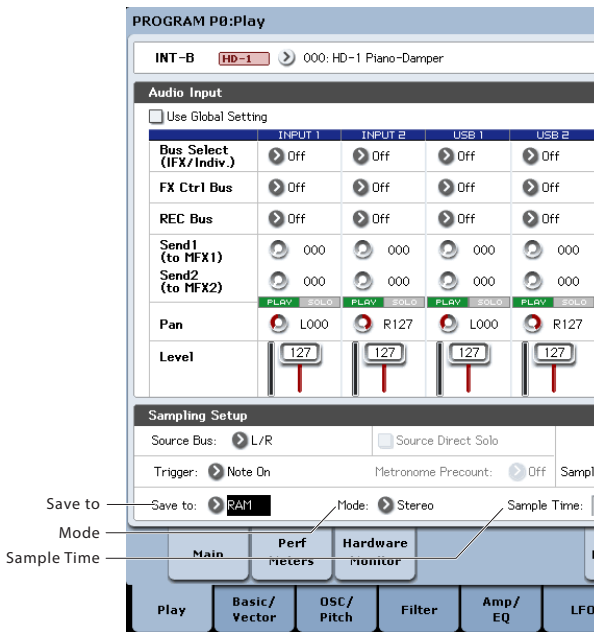 PROGRAM P0:Play
INT-B HD-1 000: HD-1 Piano-Damper
Audio Input
Use Global Setting
INPUT 1 INPUT 2 USB 1 USB 2
Bus Select
(IFX/Indiv.) Off Off Off Off
FX Ctrl Bus Off Off Off Off
REC Bus Off Off Off Off
Send1
(to MFX1) 000 000 000 000
Send2
(to MFX2) 000 000 000 000
PLAY SOLO PLAY SOLO PLAY SOLO PLAY SOLO
Pan L000 R127 L000 R127
Level 127 127 127 127
Sampling Setup
Source Bus: L/R Source Direct Solo
Trigger: Note On Metronome Precount: Off Sampl
Save to Save to: RAM Mode: Stereo Sample Time:
Mode
Sample Time
Main Perf
Meters Hardware
Monitor
Play Basic/
Vector OSC/
Pitch Filter Amp/
EQ LFO